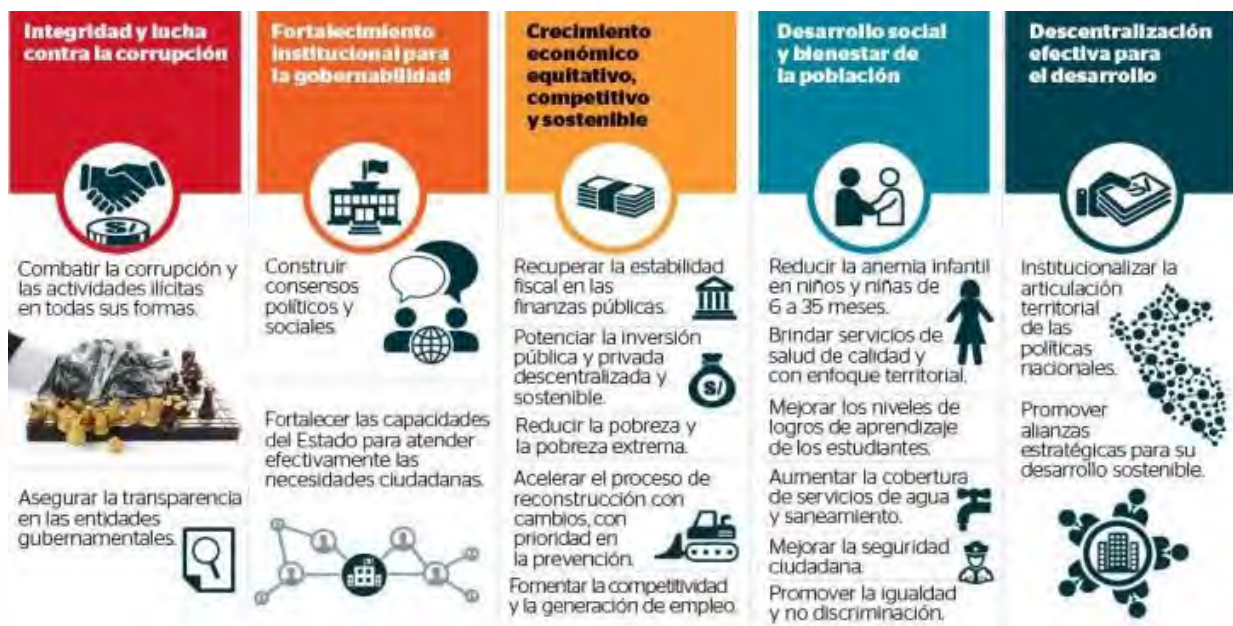 Integridad y lucha
contra la corrupción
S/
Combatir la corrupción y
las actividades ilícitas
en todas sus formas.
Asegurar la transparencia
en las entidades
gubernamentales.
Fortalecimiento
institucional para
la gobernabilidad
Construir
consensos
políticos y
sociales.
Fortalecer las capacidades
del Estado para atender
efectivamente las
necesidades ciudadanas.
Crecimiento
económico
equitativo,
competitivo
y sostenible
Recuperar la estabilidad
fiscal en las
finanzas públicas.
Potenciar la inversión
pública y privada
descentralizada y
sostenible.
S/
Reducir la pobreza y
la pobreza extrema.
Acelerar el proceso de
reconstrucción con
cambios, con
prioridad en
la prevención.
Fomentar la competitividad
y la generación de empleo.
Desarrollo social
y bienestar de
la población
Reducir la anemia infantil
en niños y niñas de
6 a 35 meses.
Brindar servicios de
salud de calidad y
con enfoque territorial.
Mejorar los niveles de
logros de aprendizaje
de los estudiantes.
Aumentar la cobertura
de servicios de agua
y saneamiento.
Mejorar la seguridad
ciudadana.
Promover la igualdad
y no discriminación.
Descentralización
efectiva para
el desarrollo
S/
Institucionalizar la
articulación
territorial
de las
políticas
nacionales.
Promover
alianzas
estratégicas para su
desarrollo sostenible.